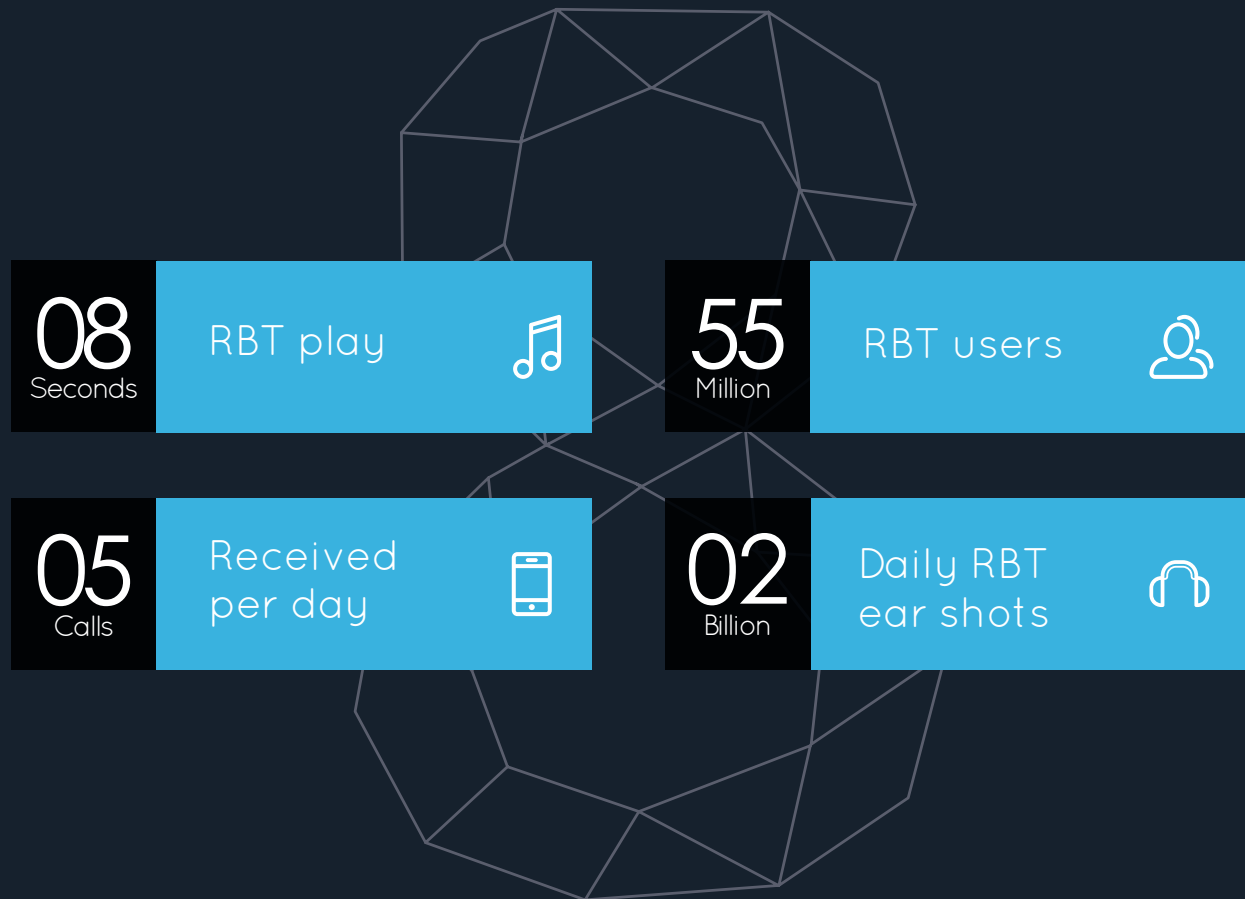 08
Seconds
RBT play
55
Million
RBT users
05
Calls
Received
per day
02
Billion
Daily RBT
ear shots